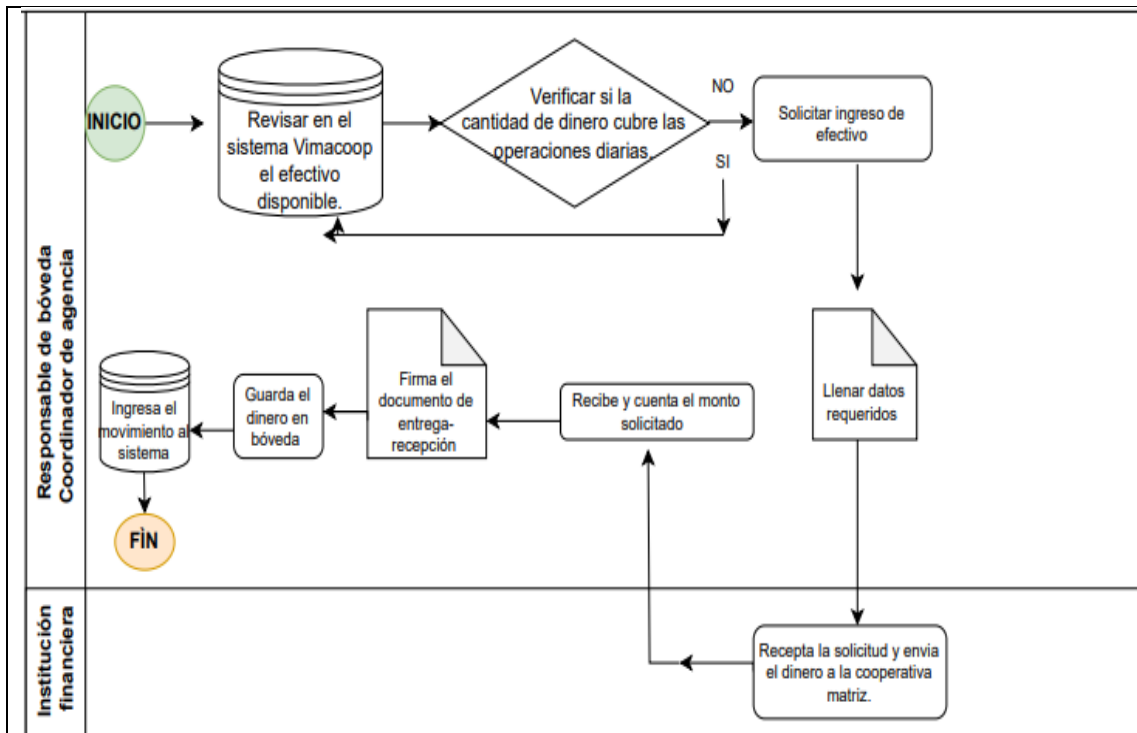 Responsable de bóveda
Coordinador de agencia
INICIO
Revisar en el
sistema Vimacoop
el efectivo
disponible.
Verificar si la
cantidad de dinero cubre las
operaciones diarias.
NO
SI
Solicitar ingreso de
efectivo
Llenar datos
requeridos
Recibe y cuenta el monto
solicitado
Firma el
documento de
entrega-
recepción
Guarda el
dinero en
bóveda
Ingresa el
movimiento al
sistema
FÌN
Institución
financiera
Recepta la solicitud y envia
el dinero a la cooperativa
matriz.